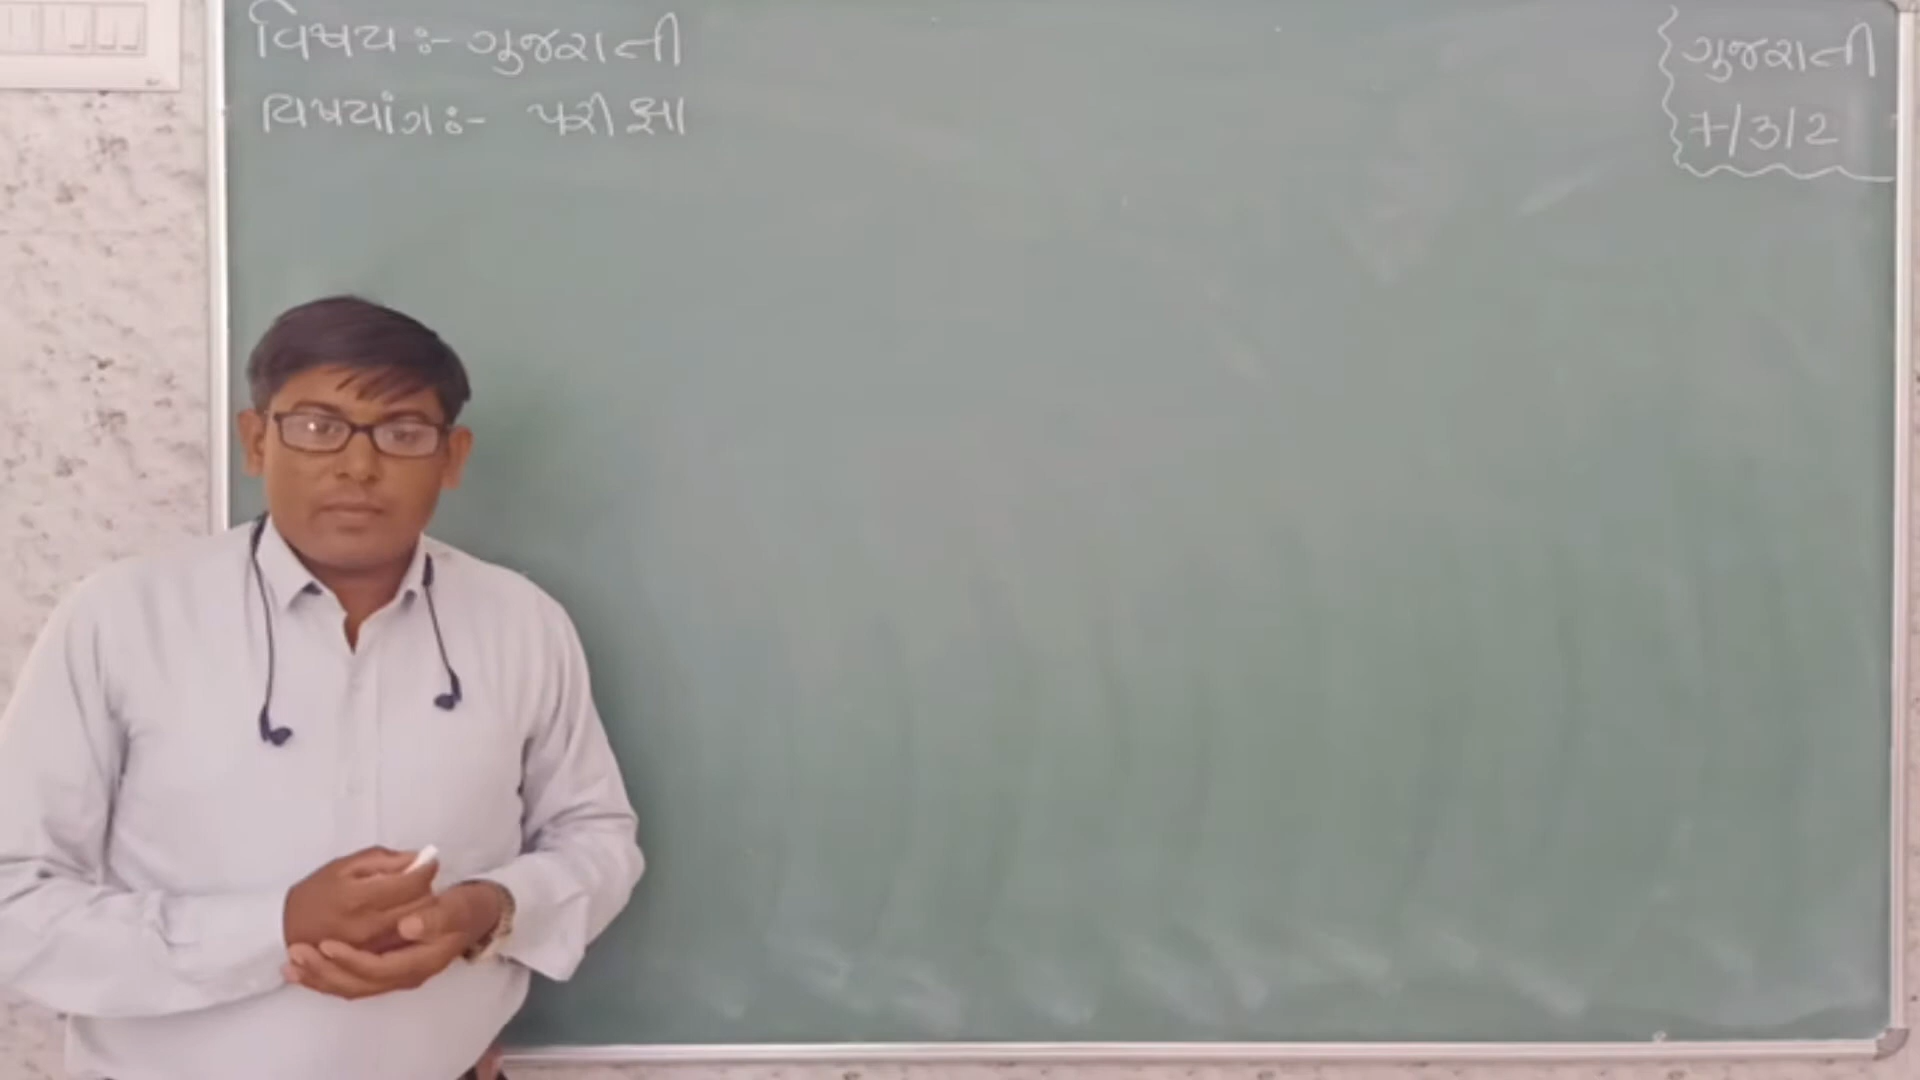 વિષય :- ગુજરાતી
વિષયાંગ :- પરીક્ષા
ગુજરાતી
7/3/2